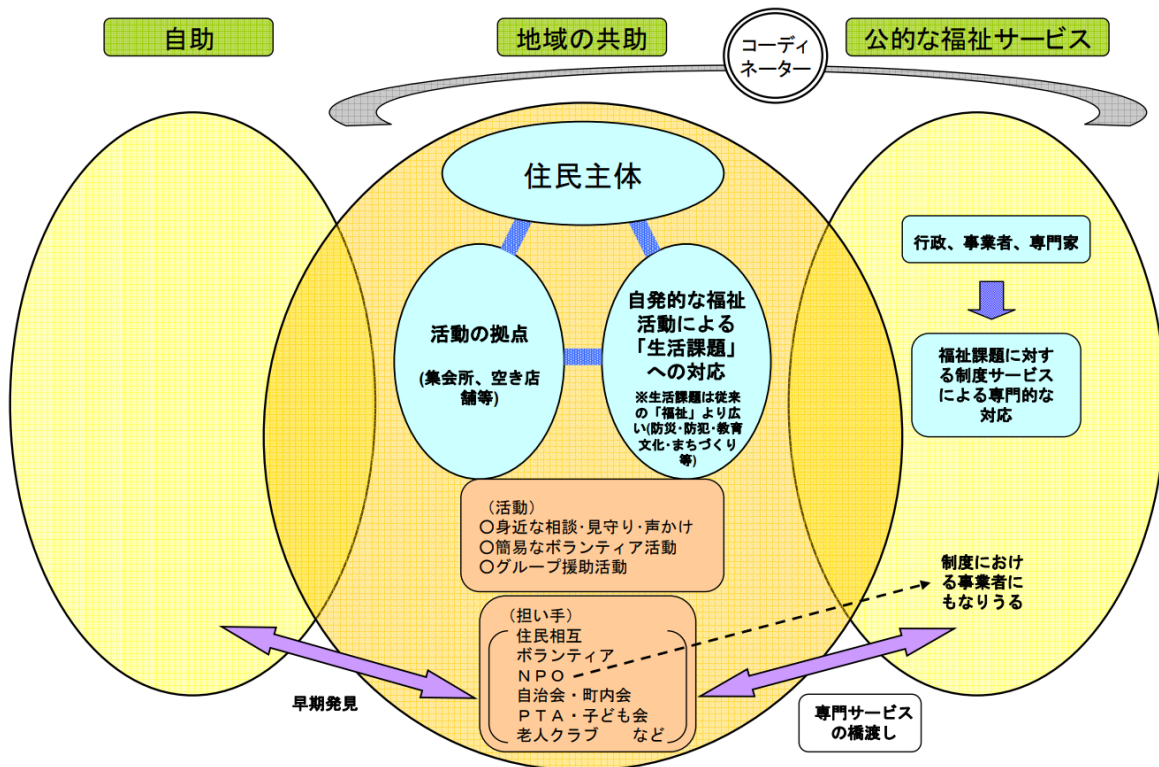 自助
地域の共助
コーディ
ネーター
公的な福祉サービス
住民主体
活動の拠点
(集会所、空き店
舗等)
自発的な福祉
活動による
「生活課題」
への対応
※生活課題は従来
の「福祉」より広
い(防災・防犯・教育
文化・まちづくり
等)
行政、事業者、専門家
福祉課題に対す
る制度サービス
による専門的な
対応
（活動）
○身近な相談・見守り・声かけ
○簡易なボランティア活動
○グループ援助活動
制度におけ
る事業者に
もなりうる
（担い手）
住民相互
ボランティア
ＮＰＯ
自治会・町内会
ＰＴＡ・子ども会
老人クラブ　　など
早期発見
専門サービス
の橋渡し